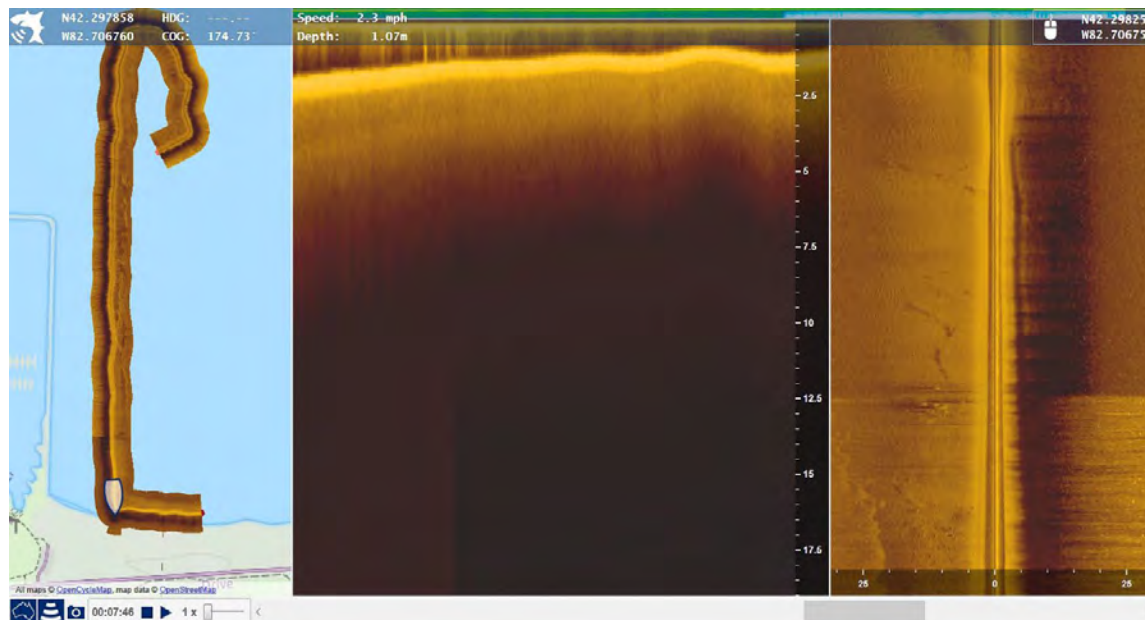 N42.297858 HDG: ---.--
W82.706760 COG: 174.73°
Speed: 2.3 mph
Depth: 1.07m
N42.29825
W82.70675
2.5
5
7.5
10
12.5
15
17.5
25 0 25
Drive
All maps © OpenCycleMap, map data © OpenStreetMap
00:07:46 1 x